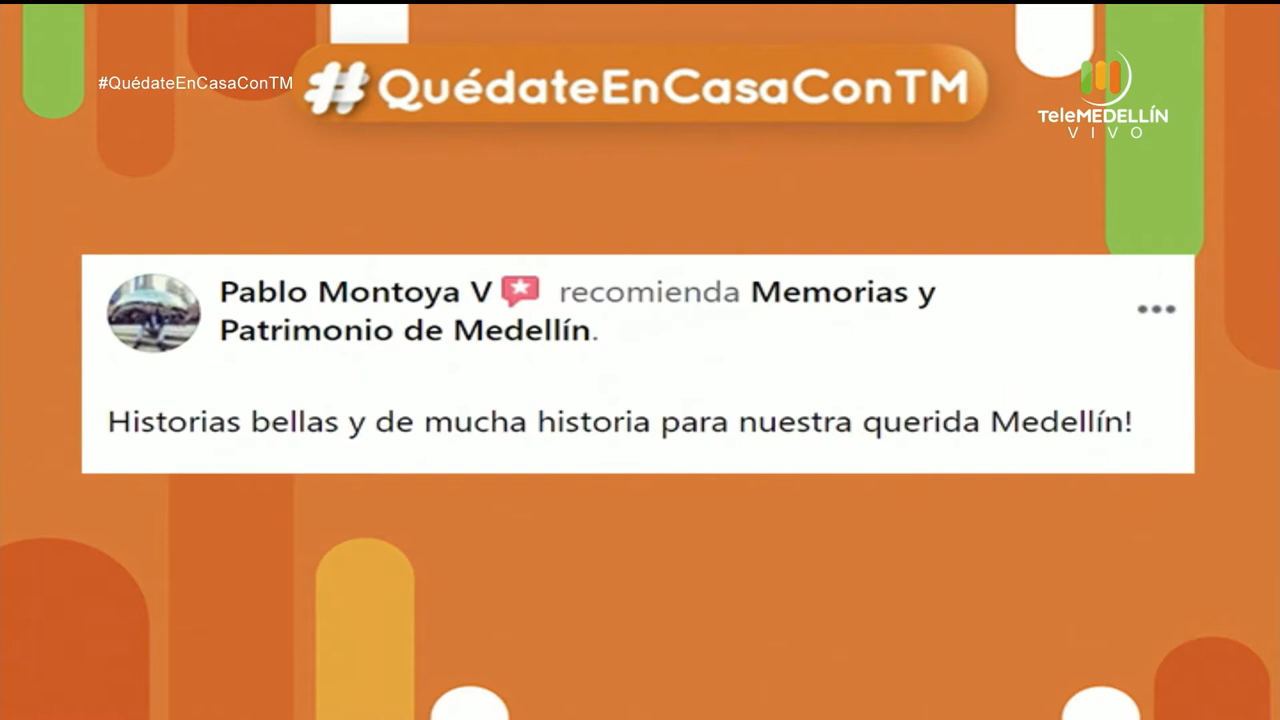 #QuédateEnCasaConTM
#QuédateEnCasaConTM
TeleMEDELLÍN
VIVO
Pablo Montoya V recomienda Memorias y
Patrimonio de Medellín.
Historias bellas y de mucha historia para nuestra querida Medellín!